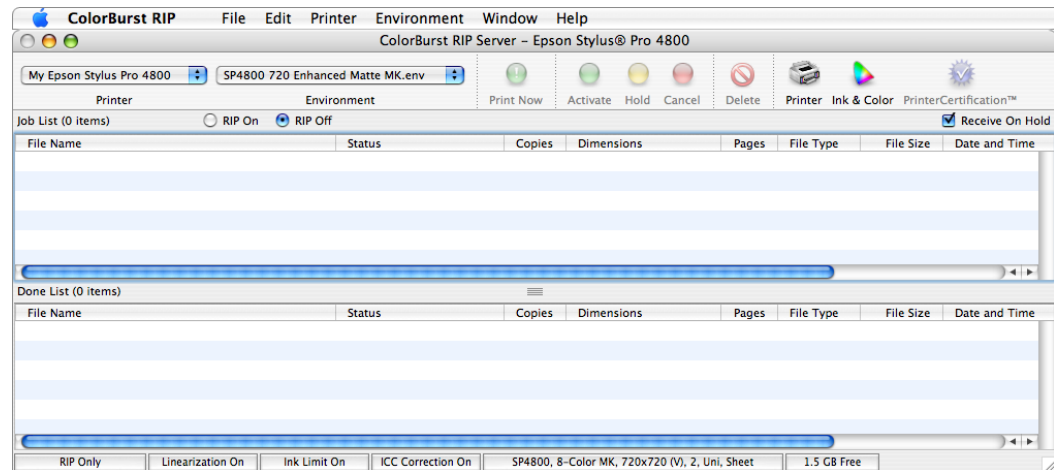 ColorBurst RIP File Edit Printer Environment Window Help
ColorBurst RIP Server – Epson Stylus® Pro 4800
My Epson Stylus Pro 4800 SP4800 720 Enhanced Matte MK.env
Printer Environment Print Now Activate Hold Cancel Delete Printer Ink & Color PrinterCertification™
Job List (0 items) RIP On RIP Off Receive On Hold
File Name Status Copies Dimensions Pages File Type File Size Date and Time
Done List (0 items)
File Name Status Copies Dimensions Pages File Type File Size Date and Time
RIP Only Linearization On Ink Limit On ICC Correction On SP4800, 8-Color MK, 720x720 (V), 2, Uni, Sheet 1.5 GB Free